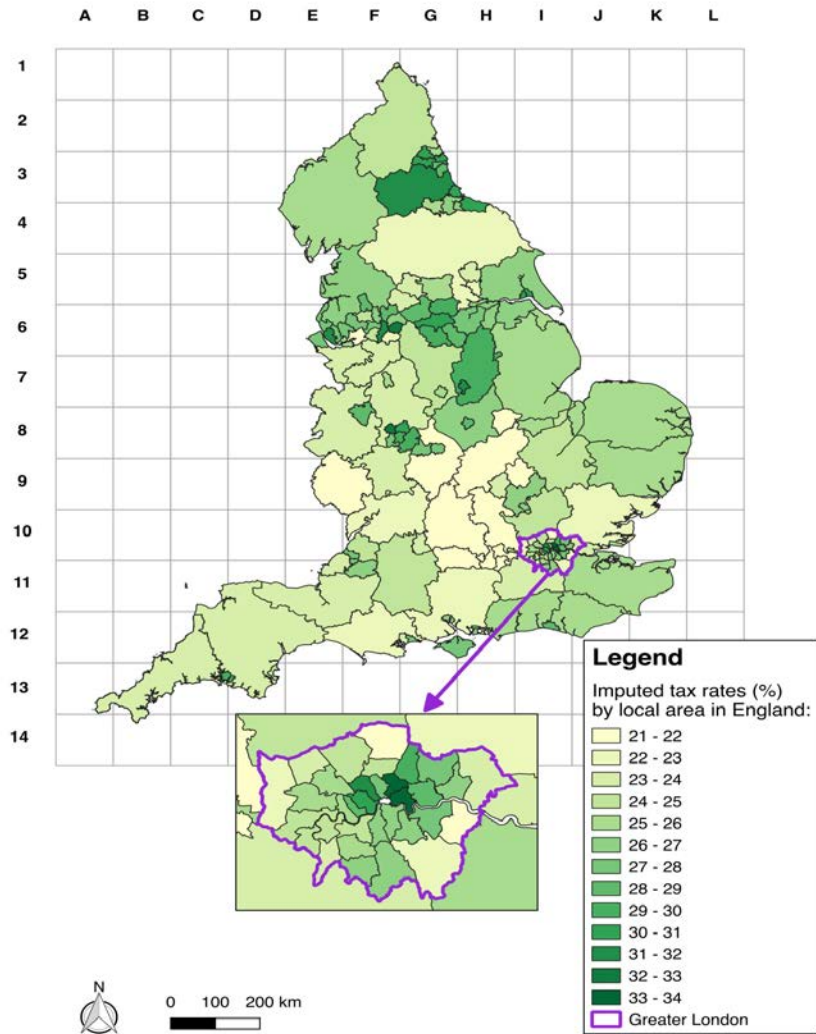 A B C D E F G H I J K L
1
2
3
4
5
6
7
8
9
10
11
12
13
14
Legend
Imputed tax rates (%)
by local area in England:
21 - 22
22 - 23
23 - 24
24 - 25
25 - 26
26 - 27
27 - 28
28 - 29
29 - 30
30 - 31
31 - 32
32 - 33
33 - 34
Greater London
N
0 100 200 km